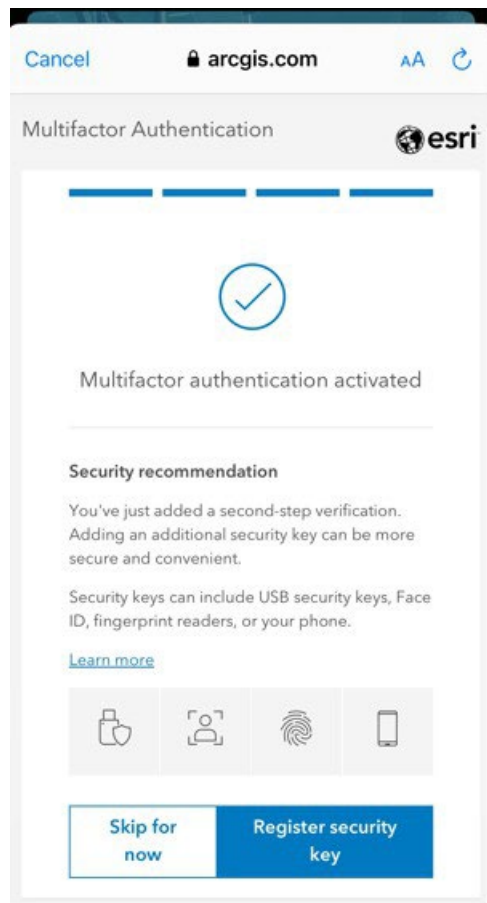 Cancel arcgis.com AA
Multifactor Authentication esri
Multifactor authentication activated
Security recommendation
You've just added a second-step verification.
Adding an additional security key can be more
secure and convenient.
Security keys can include USB security keys, Face
ID, fingerprint readers, or your phone.
Learn more
Skip for Register security
now key